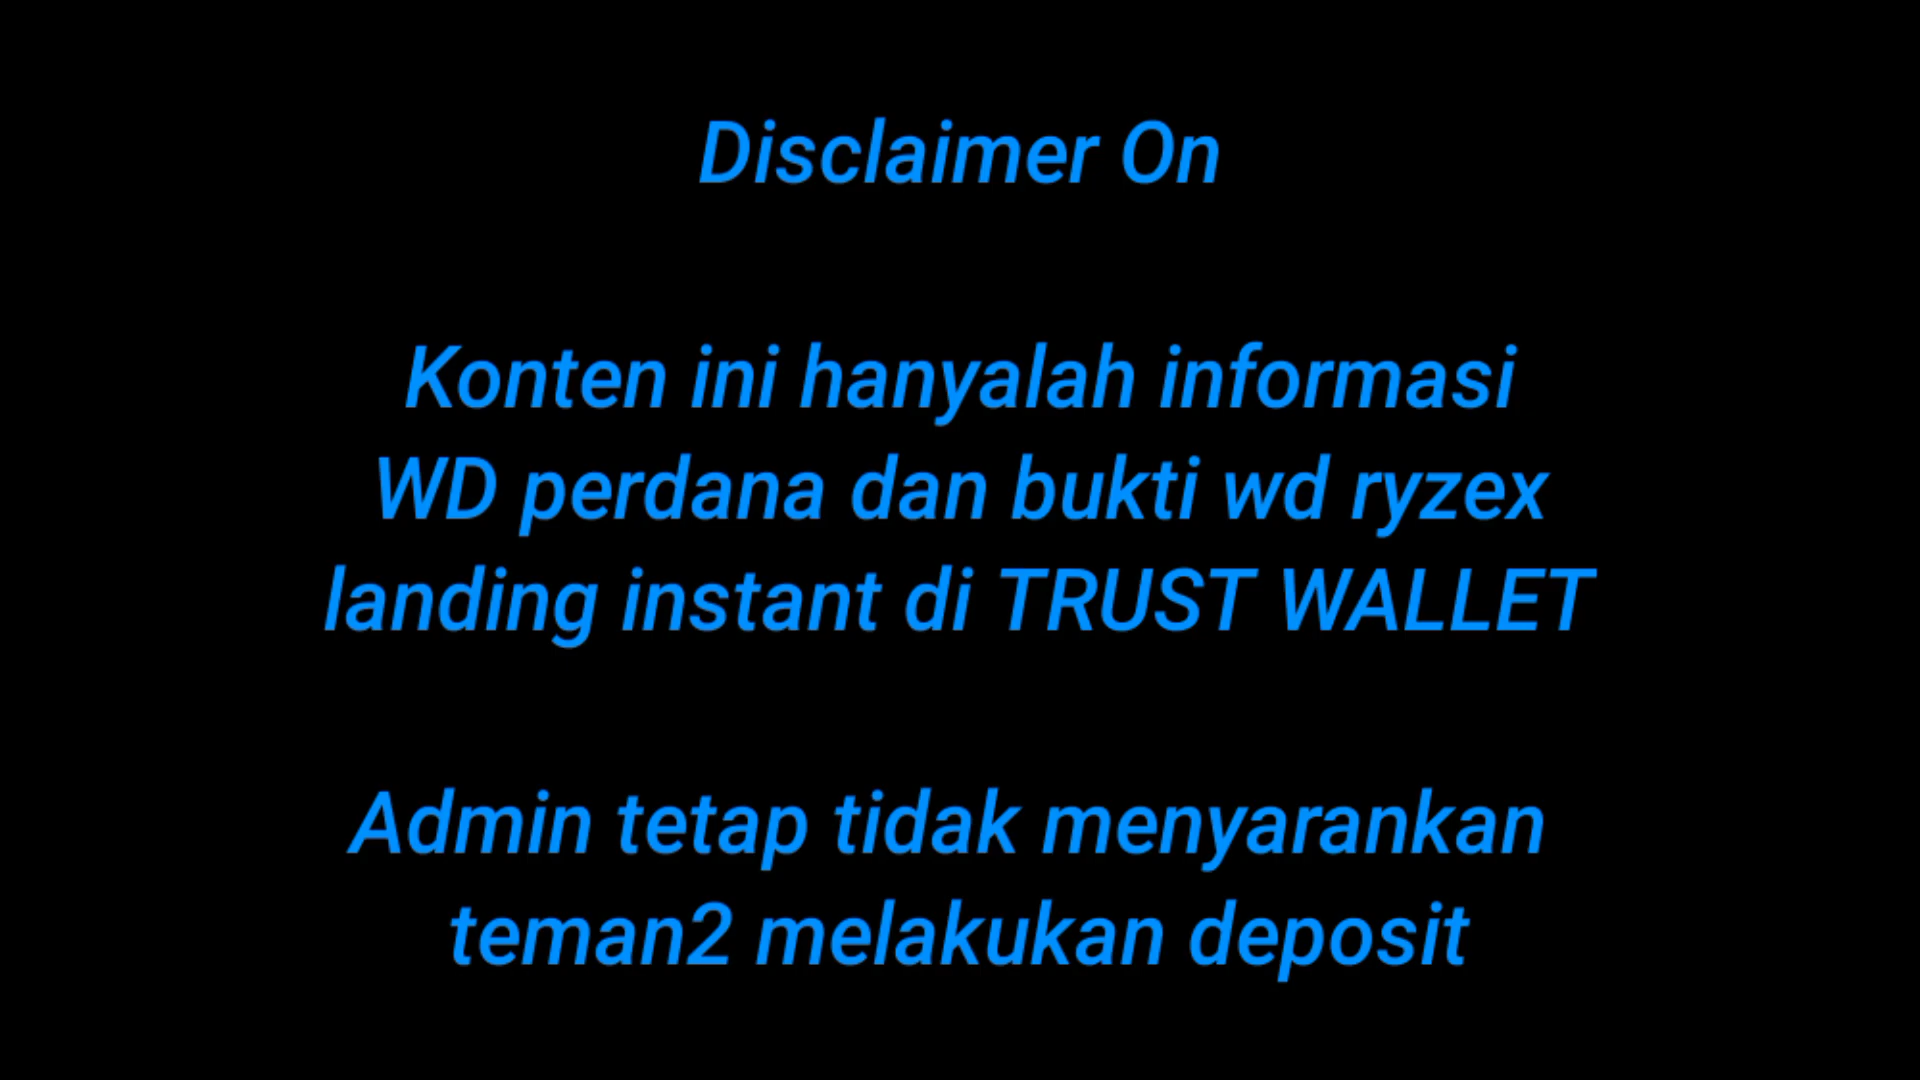 Disclaimer On
Konten ini hanyalah informasi
WD perdana dan bukti wd ryzex
landing instant di TRUST WALLET
Admin tetap tidak menyarankan
teman2 melakukan deposit